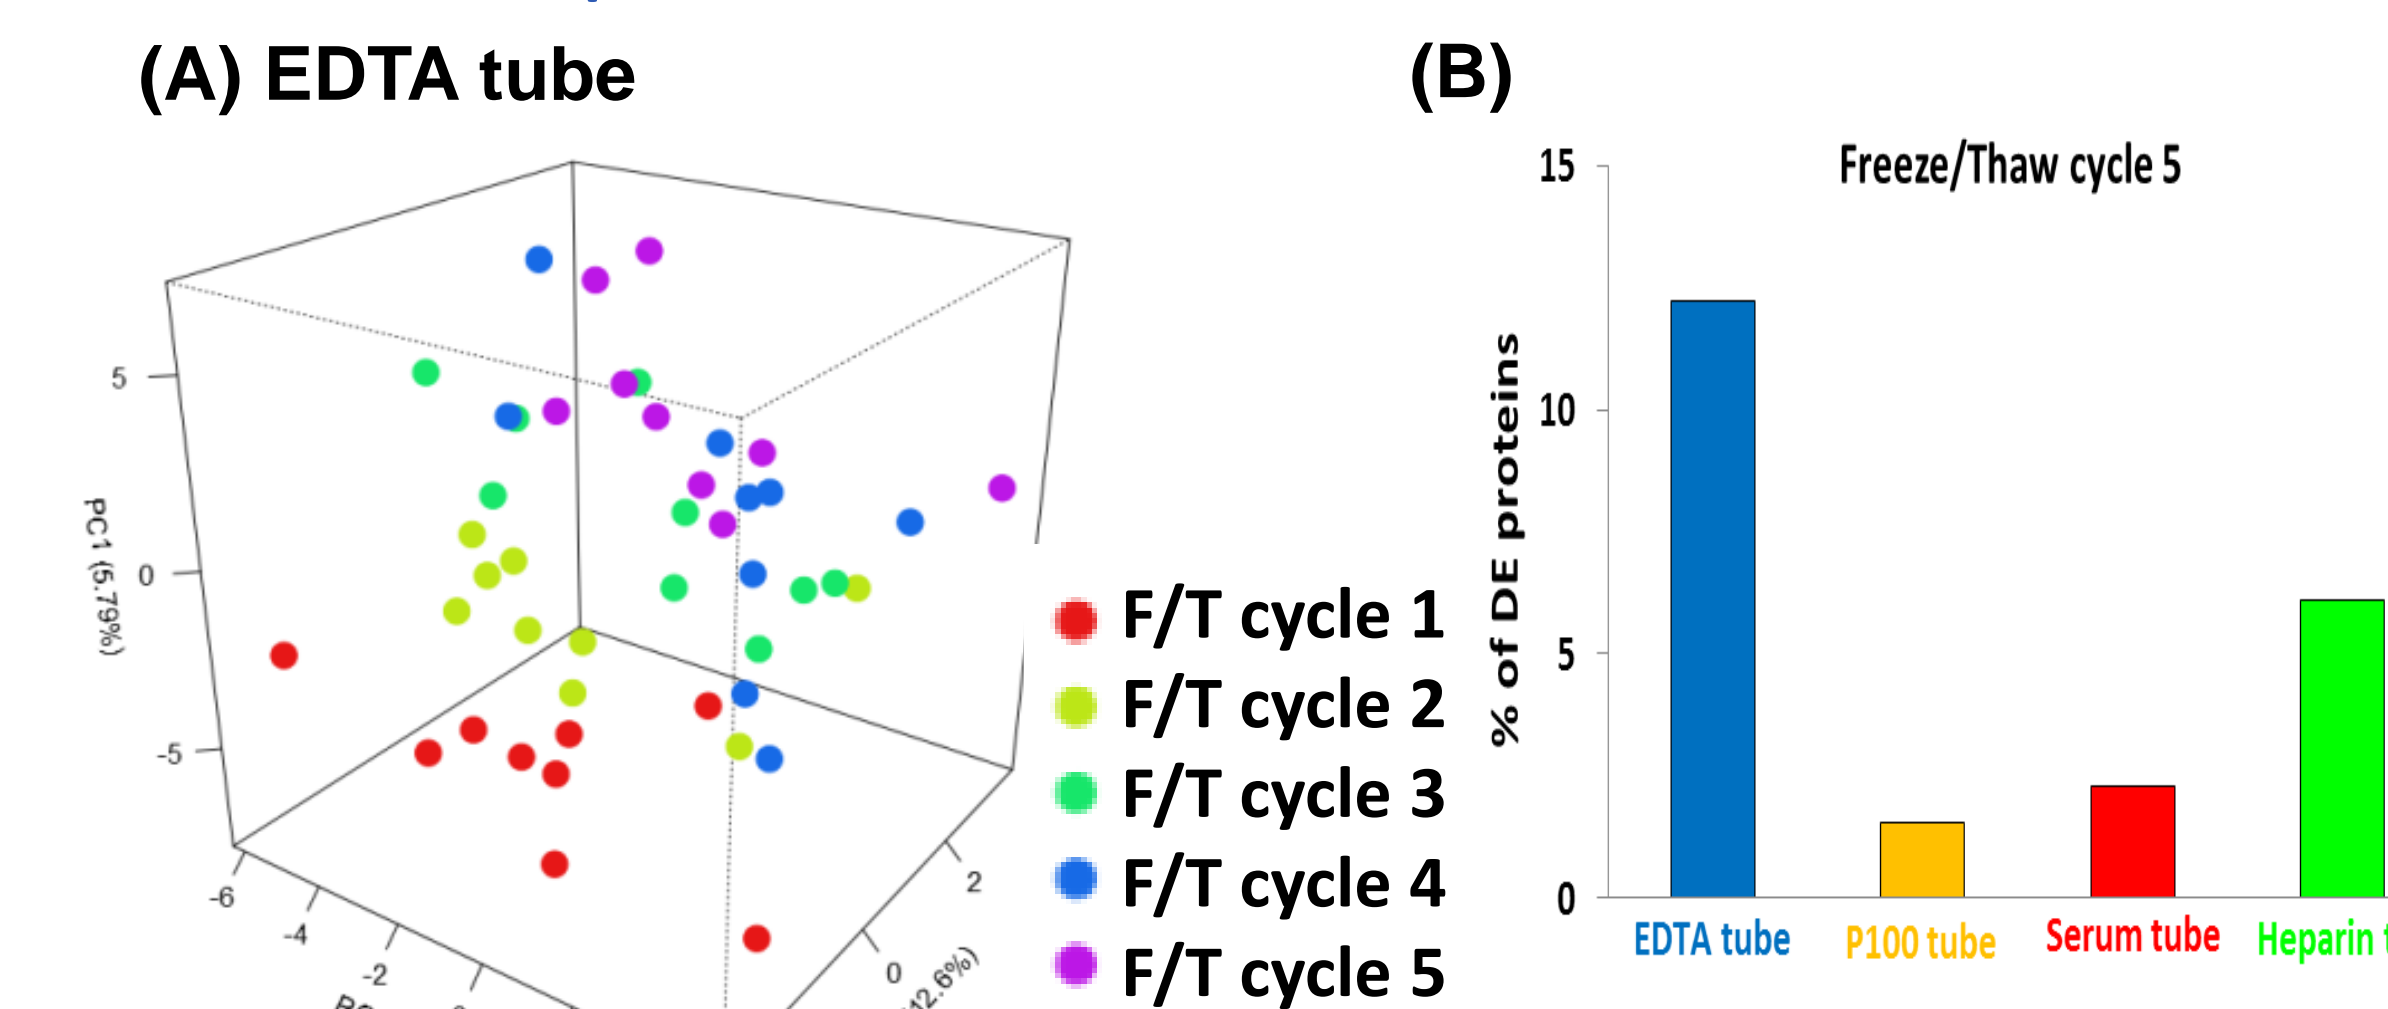 (A) EDTA tube
5
0
-5
PC1 (5.79%)
-6
-4
-2
2
0
F/T cycle 1
F/T cycle 2
F/T cycle 3
F/T cycle 4
F/T cycle 5
(B)
Freeze/Thaw cycle 5
% of DE proteins
15
10
5
0
EDTA tube
P100 tube
Serum tube
Heparin